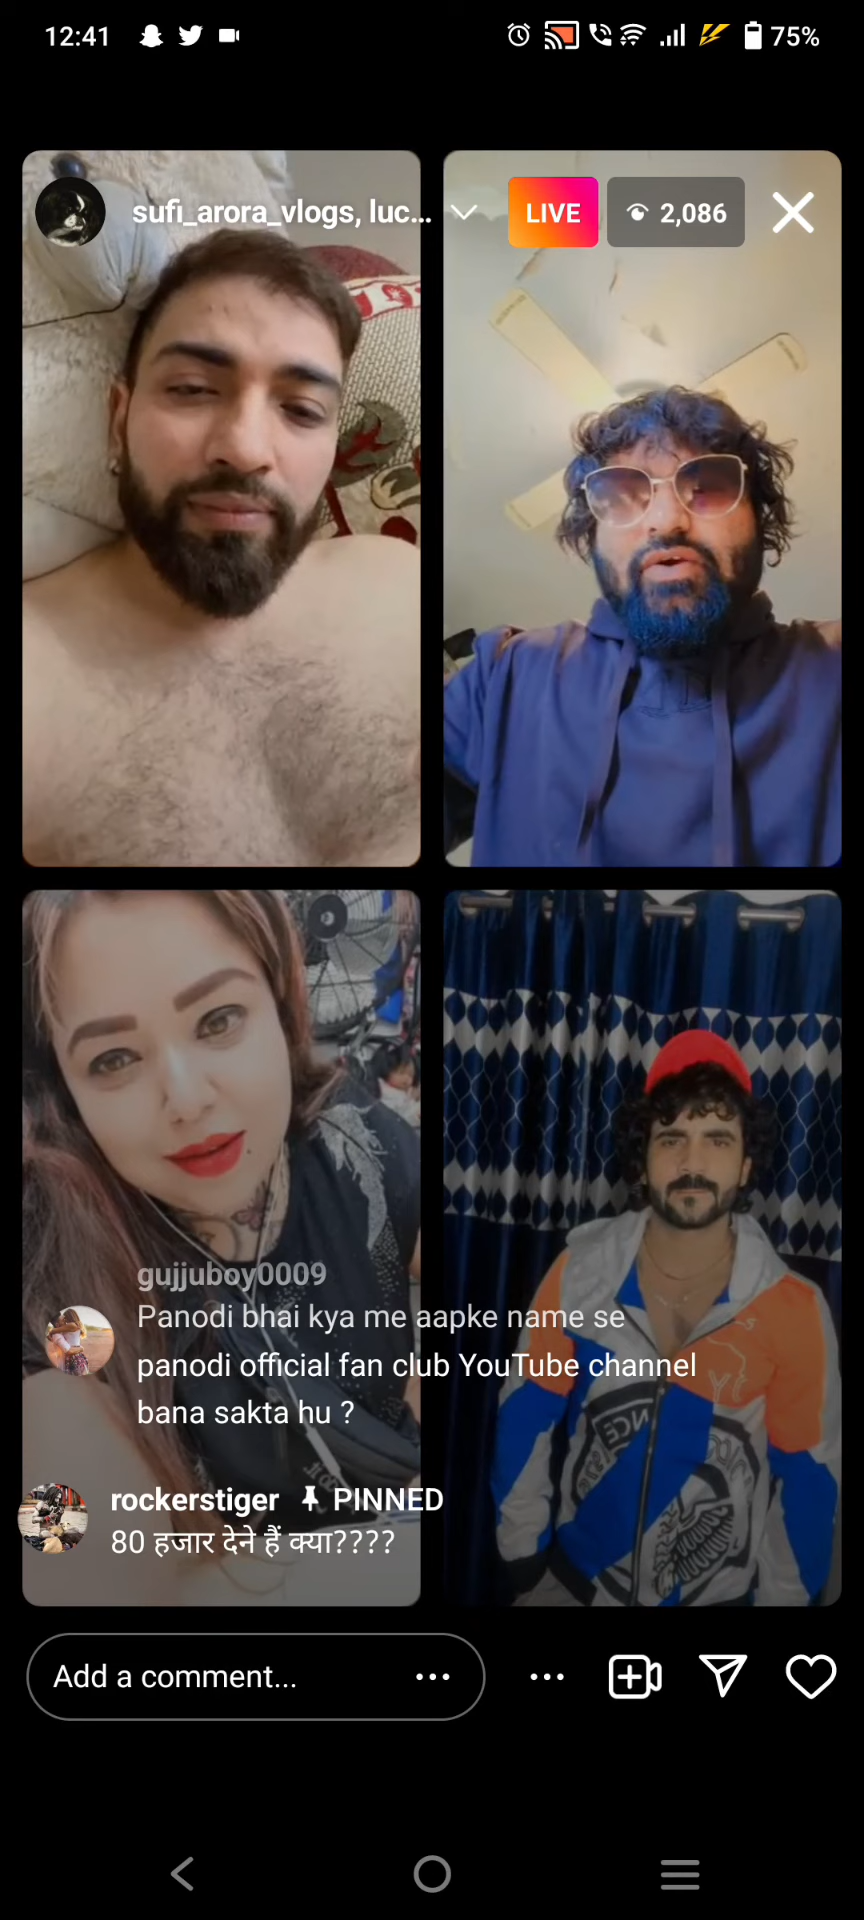 12:41
75%
sufi_arora_vlogs, luc...
LIVE
2,086
gujjuboy0009
Panodi bhai kya me aapke name se
panodi official fan club YouTube channel
bana sakta hu ?
rockerstiger PINNED
80 हजार देने हैं क्या????
Add a comment...